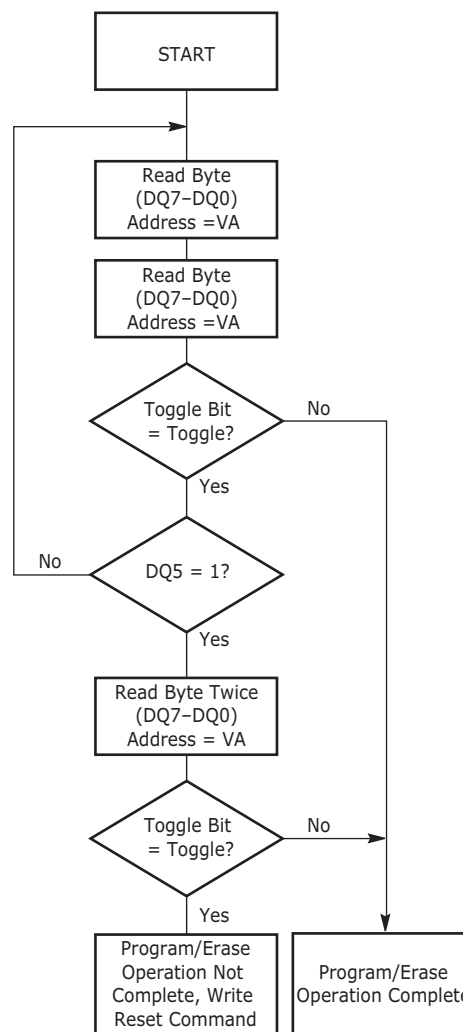 START
Read Byte
(DQ7–DQ0)
Address =VA
Read Byte
(DQ7–DQ0)
Address =VA
Toggle Bit
= Toggle?
No
Yes
No
DQ5 = 1?
Yes
Read Byte Twice
(DQ7–DQ0)
Address = VA
Toggle Bit
= Toggle?
No
Yes
Program/Erase
Operation Not
Complete, Write
Reset Command
Program/Erase
Operation Complete